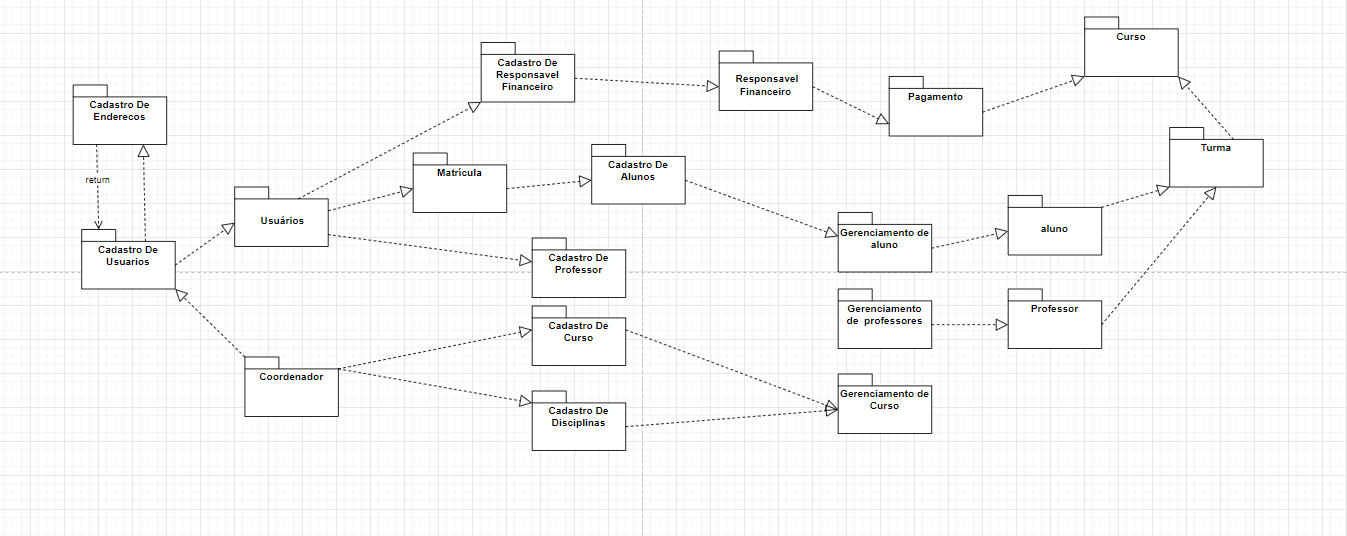 Curso
Cadastro De
Responsavel
Financeiro
Responsavel
Financeiro
Pagamento
Cadastro De
Enderecos
Turma
Matrícula
Cadastro De
Alunos
return
Usuários
Gerenciamento de
aluno
aluno
Cadastro De
Usuarios
Cadastro De
Professor
Gerenciamento
de professores
Professor
Cadastro De
Curso
Coordenador
Gerenciamento de
Curso
Cadastro De
Disciplinas